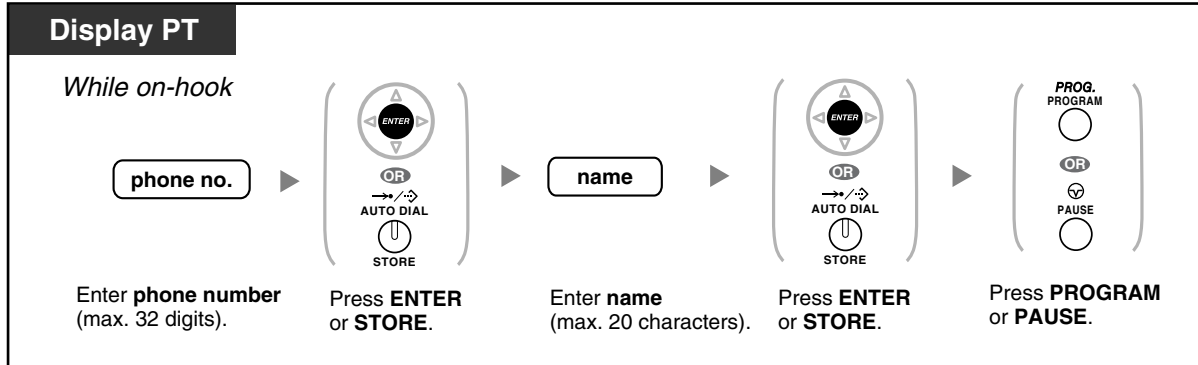 Display PT
While on-hook
phone no.
ENTER
OR
AUTO DIAL
STORE
name
ENTER
OR
AUTO DIAL
STORE
PROG.
PROGRAM
OR
PAUSE
Enter phone number
(max. 32 digits).
Press ENTER
or STORE.
Enter name
(max. 20 characters).
Press ENTER
or STORE.
Press PROGRAM
or PAUSE.